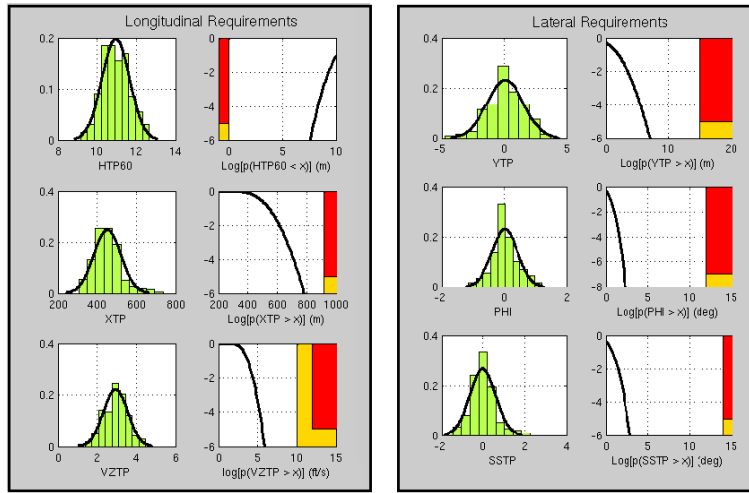 Longitudinal Requirements
0.2
0.1
0
8 10 12 14
HTP60
0
-2
-4
-6
0 5 10
Log[p(HTP60 < x)] (m)
0.4
0.2
0
200 400 600 800
XTP
0
-2
-4
-6
200 400 600 800 1000
Log[p(XTP > x)] (m)
0.4
0.2
0
0 2 4 6
VZTP
0
-2
-4
-6
0 5 10 15
log[p(VZTP > x)] (ft/s)
Lateral Requirements
0.4
0.2
0
-5 0 5
YTP
0
-2
-4
-6
0 5 10 15 20
Log[p(YTP > x)] (m)
0.4
0.2
0
-2 0 2
PHI
0
-2
-4
-6
-8
0 5 10 15
Log[p(PHI > x)] (deg)
0.4
0.2
0
-2 0 2 4
SSTP
0
-2
-4
-6
0 5 10 15
Log[p(SSTP > x)] (deg)